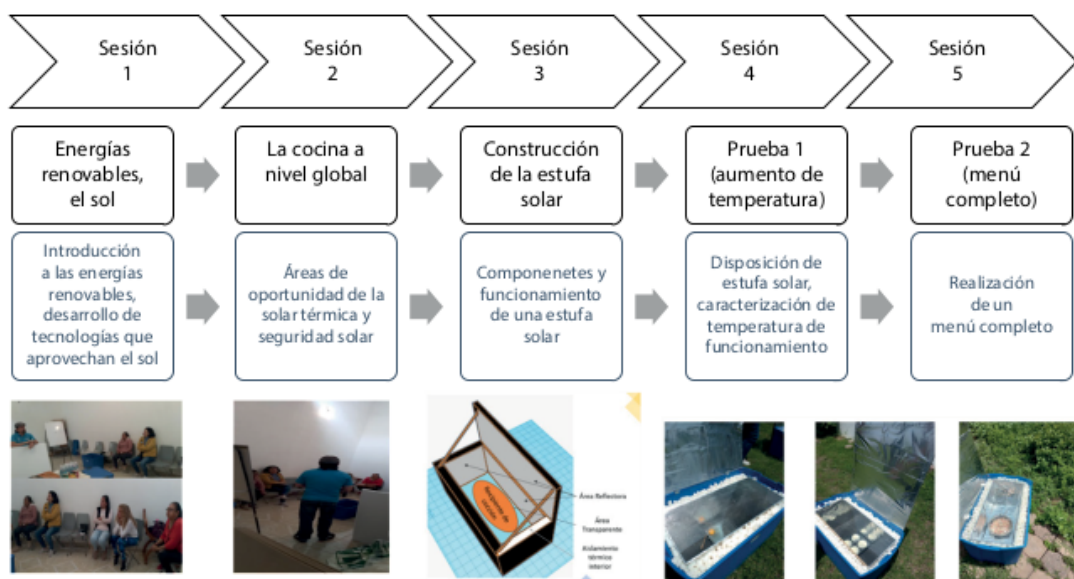 Sesión
1
Sesión
2
Sesión
3
Sesión
4
Sesión
5
Energías
renovables,
el sol
La cocina a
nivel global
Construcción
de la estufa
solar
Prueba 1
(aumento de
temperatura)
Prueba 2
(menú
completo)
Introducción
a las energías
renovables,
desarrollo de
tecnologías que
aprovechan el sol
Áreas de
oportunidad de la
solar térmica y
seguridad solar
Componenetes y
funcionamiento
de una estufa
solar
Disposición de
estufa solar,
caracterización de
temperatura de
funcionamiento
Realización
de un
menú completo
Recipiente de
cocción
Área Reflectora
Área
Transparente
Aislamiento
térmico
interior